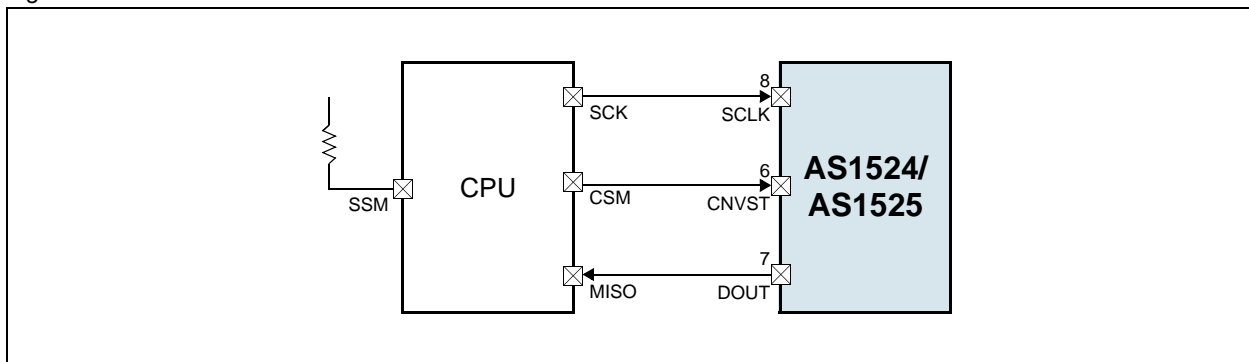 8
SCK
SCLK
AS1524/
AS1525
6
CPU
SSM
CSM
CNVST
7
MISO
DOUT